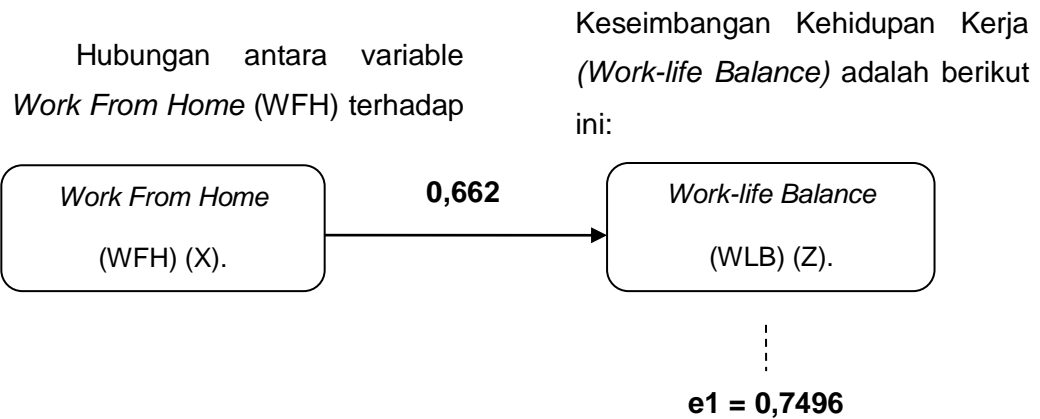 Hubungan antara variable
Work From Home (WFH) terhadap
Keseimbangan Kehidupan Kerja
(Work-life Balance) adalah berikut
ini:
Work From Home
(WFH) (X).
0,662
Work-life Balance
(WLB) (Z).
e1 = 0,7496